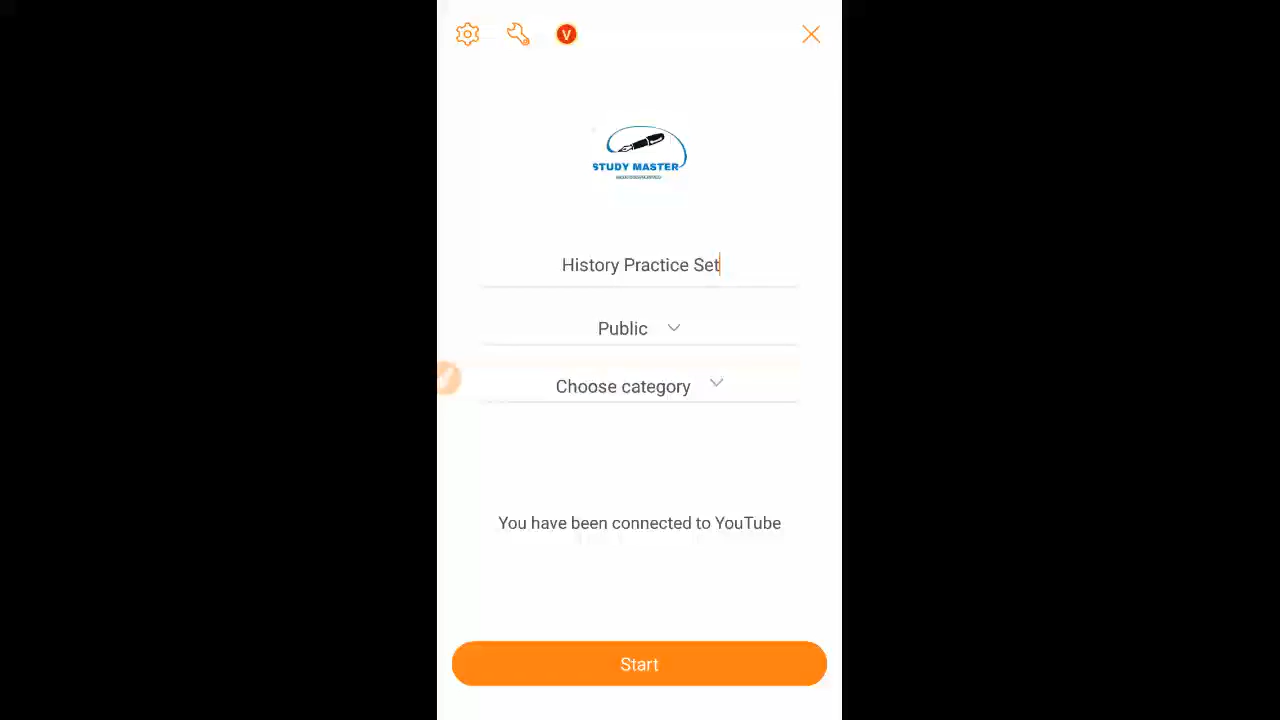 V
STUDY MASTER
History Practice Set
Public
Choose category
You have been connected to YouTube
Start